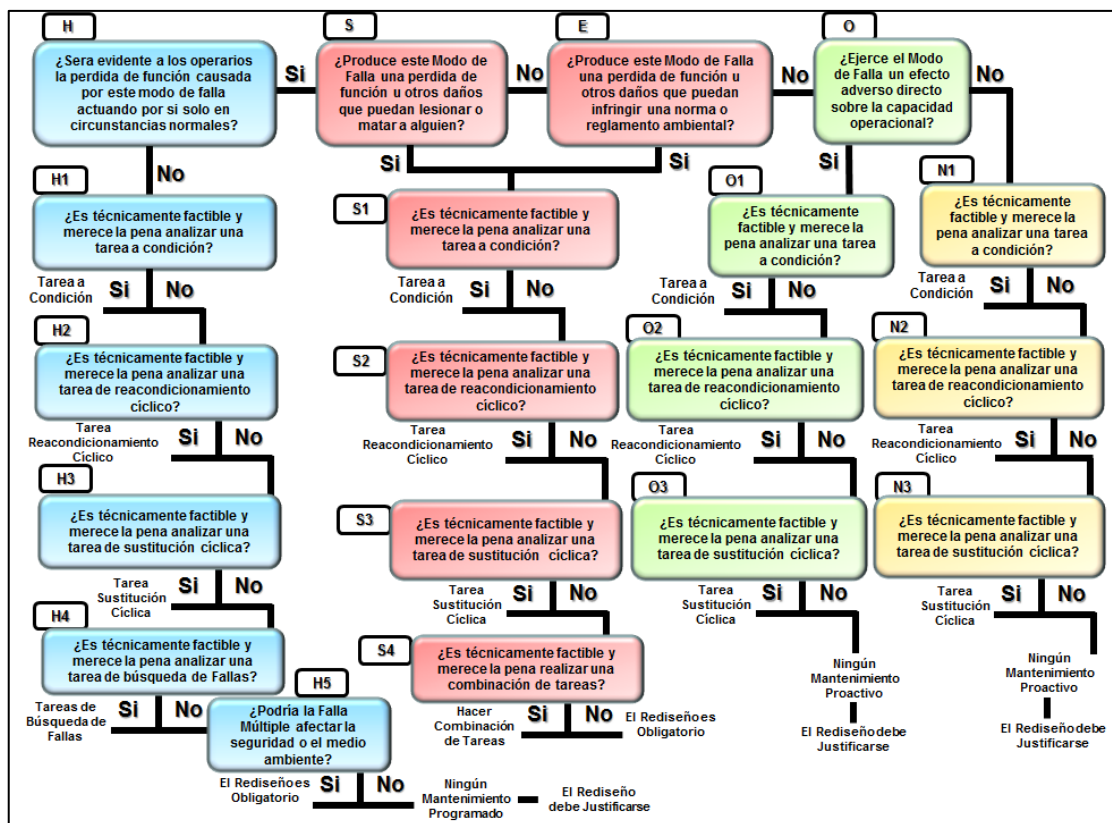 H
¿Sera evidente a los operarios
la perdida de función causada
por este modo de falla
actuando por si solo en
circunstancias normales?
Si
S
¿Produce este Modo de
Falla una perdida de
función u otros daños
que puedan lesionar o
matar a alguien?
No
E
¿Produce este Modo de Falla
una perdida de función u
otros daños que puedan
infringir una norma o
reglamento ambiental?
No
O
¿Ejerce el Modo
de Falla un efecto
adverso directo
sobre la capacidad
operacional?
No
No
Si
Si
Si
H1
¿Es técnicamente factible y
merece la pena analizar una
tarea a condición?
S1
¿Es técnicamente factible y
merece la pena analizar una
tarea a condición?
O1
¿Es técnicamente
factible y merece la
pena analizar una tarea
a condición?
N1
¿Es técnicamente
factible y merece la
pena analizar una tarea
a condición?
Tarea a
Condición
Si
No
Tarea a
Condición
Si
No
Tarea a
Condición
Si
No
Tarea a
Condición
Si
No
H2
¿Es técnicamente factible y
merece la pena analizar una
tarea de reacondicionamiento
cíclico?
S2
¿Es técnicamente factible y
merece la pena analizar una
tarea de reacondicionamiento
cíclico?
O2
¿Es técnicamente factible y
merece la pena analizar una
tarea de reacondicionamiento
cíclico?
N2
¿Es técnicamente factible y
merece la pena analizar una
tarea de reacondicionamiento
cíclico?
Tarea
Reacondicionamiento
Cíclico
Si
No
Tarea
Reacondicionamiento
Cíclico
Si
No
Tarea
Reacondicionamiento
Cíclico
Si
No
Tarea
Reacondicionamiento
Cíclico
Si
No
H3
¿Es técnicamente factible y
merece la pena analizar una
tarea de sustitución cíclica?
S3
¿Es técnicamente factible y
merece la pena analizar una
tarea de sustitución cíclica?
O3
¿Es técnicamente factible y
merece la pena analizar una
tarea de sustitución cíclica?
N3
¿Es técnicamente factible y
merece la pena analizar una
tarea de sustitución cíclica?
Tarea
Sustitución
Cíclica
Si
No
Tarea
Sustitución
Cíclica
Si
No
Tarea
Sustitución
Cíclica
Si
No
Tarea
Sustitución
Cíclica
Si
No
H4
¿Es técnicamente factible y
merece la pena analizar una
tarea de búsqueda de Fallas?
S4
¿Es técnicamente factible y
merece la pena realizar una
combinación de tareas?
Ningún
Mantenimiento
Proactivo
El Rediseño debe
Justificarse
Ningún
Mantenimiento
Proactivo
El Rediseño debe
Justificarse
Tareas de
Búsqueda de
Fallas
Si
No
H5
¿Podría la Falla
Múltiple afectar la
seguridad o el medio
ambiente?
Hacer
Combinación
de Tareas
Si
No
El Rediseño es
Obligatorio
El Rediseño es
Obligatorio
Si
No
Ningún
Mantenimiento
Programado
El Rediseño
debe Justificarse